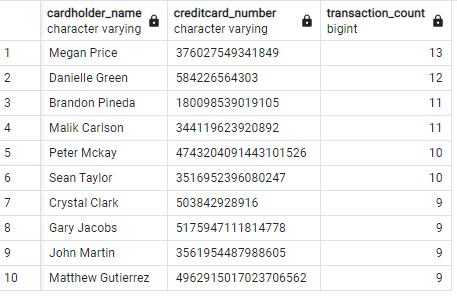 cardholder_name creditcard_number transaction_count
character varying character varying bigint
1 Megan Price 376027549341849 13
2 Danielle Green 584226564303 12
3 Brandon Pineda 180098539019105 11
4 Malik Carlson 344119623920892 11
5 Peter Mckay 4743204091443101526 10
6 Sean Taylor 3516952396080247 10
7 Crystal Clark 503842928916 9
8 Gary Jacobs 5175947111814778 9
9 John Martin 3561954487988605 9
10 Matthew Gutierrez 4962915017023706562 9